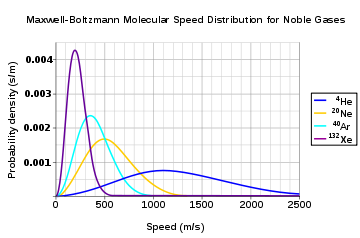 Maxwell-Boltzmann Molecular Speed Distribution for Noble Gases
Probability density (s/m)
0.004
0.003
0.002
0.001
0 500 1000 1500 2000 2500
Speed (m/s)
⁴He
²⁰Ne
⁴⁰Ar
¹³²Xe